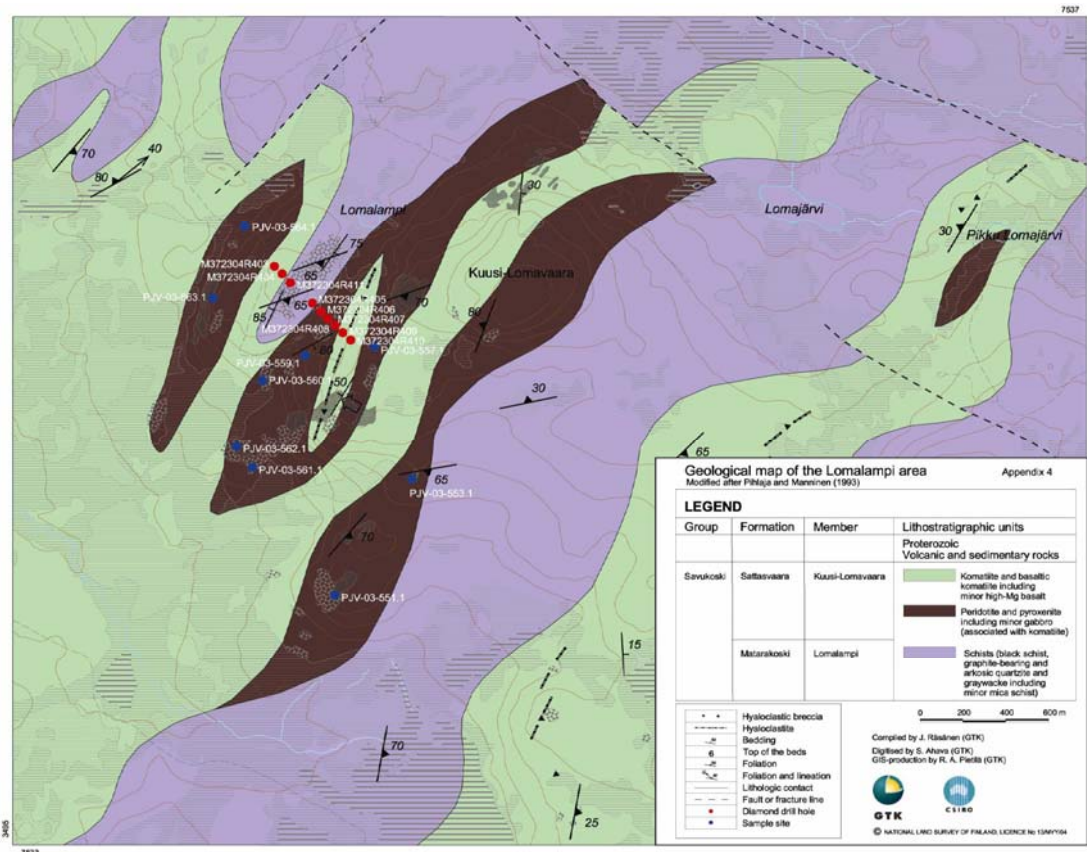 7537
70
40
80
30
Lomalampi
Lomajärvi
PJV-03-564.1
75
30
Pikku Lomajärvi
M372304R403
M372304R404
65
M372304R411
Kuusi-Lomavaara
PJV-03-563.1
65
M372304R405
70
M372304R406
85
M372304R407
80
M372304R408
M372304R409
M372304R410
PJV-03-557.1
PJV-03-559.1
60
PJV-03-560.1
50
30
PJV-03-562.1
65
PJV-03-561.1
65
PJV-03-553.1
70
PJV-03-551.1
15
70
25
3495
Geological map of the Lomalampi area
Appendix 4
Modified after Pihlaja and Manninen (1993)
LEGEND
Group Formation Member Lithostratigraphic units
Proterozoic
Volcanic and sedimentary rocks
Savukoski Sattasvaara Kuusi-Lomavaara
Komatiite and basaltic
komatiite including
minor high-Mg basalt
Peridotite and pyroxenite
including minor gabbro
(associated with komatiite)
Matarakoski Lomalampi
Schists (black schist,
graphite-bearing and
arkosic quartzite and
graywacke including
minor mica schist)
0 200 400 600 m
Hyaloclastic breccia
Hyaloclastite
Bedding
6 Top of the beds
Foliation
Foliation and lineation
Lithologic contact
Fault or fracture line
Diamond drill hole
Sample site
Compiled by J. Räsänen (GTK)
Digitised by S. Ahava (GTK)
GIS-production by R. A. Pietilä (GTK)
GTK
CSIRO
© NATIONAL LAND SURVEY OF FINLAND, LICENCE No 13/MYY/04